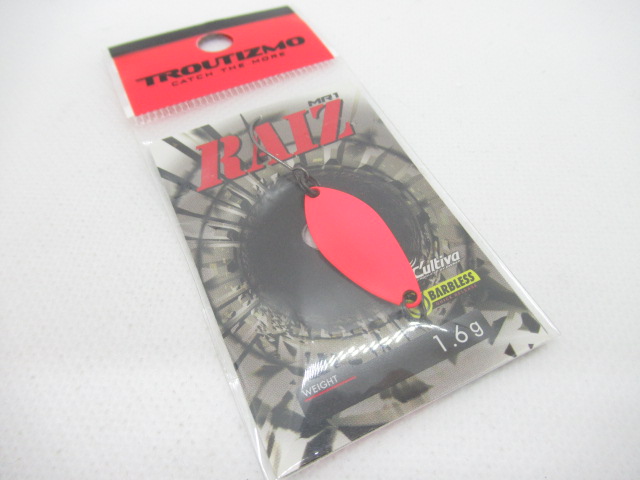 TROUTIZMO
CATCH THE MORE
MR1
RAIZ
Cultiva
BARBLESS
1.6g
WEIGHT